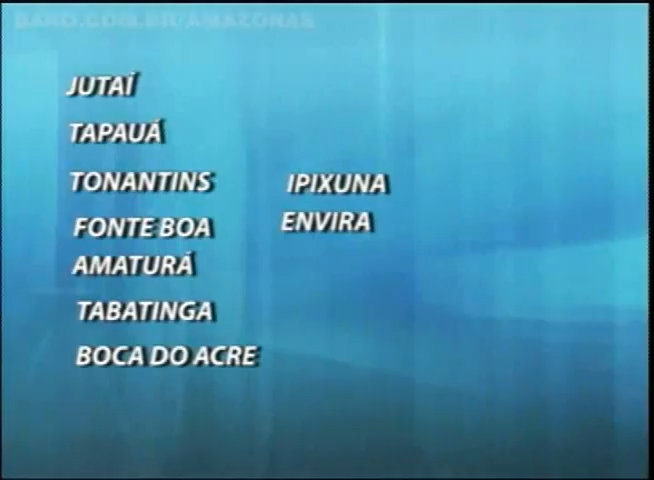 BAND.COM.BR/AMAZONAS
JUTAÍ
TAPAUÁ
TONANTINS
FONTE BOA
AMATURÁ
TABATINGA
BOCA DO ACRE
IPIXUNA
ENVIRA